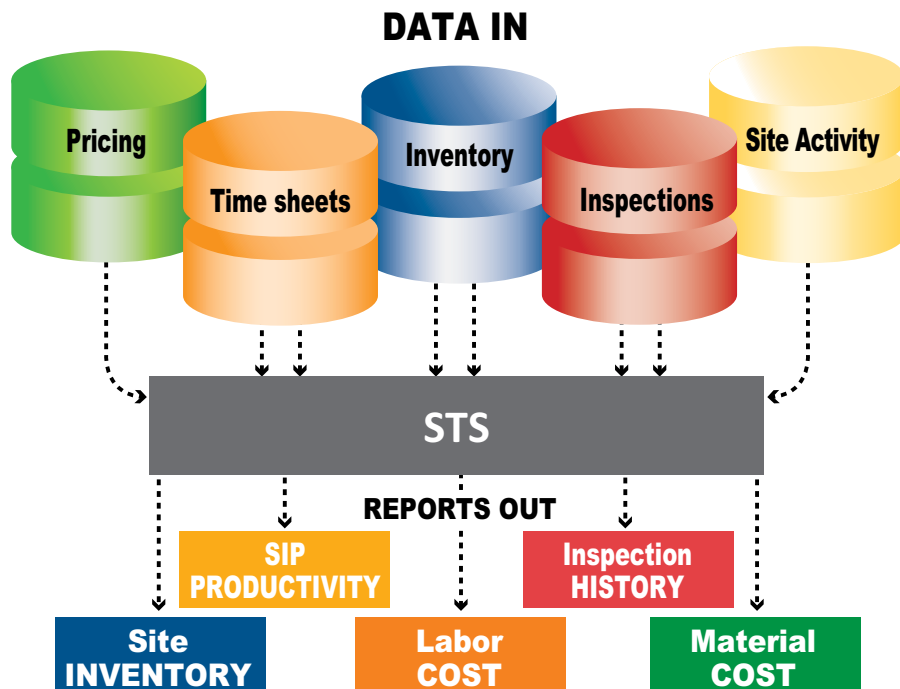 DATA IN
Pricing
Time sheets
Inventory
Inspections
Site Activity
STS
REPORTS OUT
SIP
PRODUCTIVITY
Inspection
HISTORY
Site
INVENTORY
Labor
COST
Material
COST